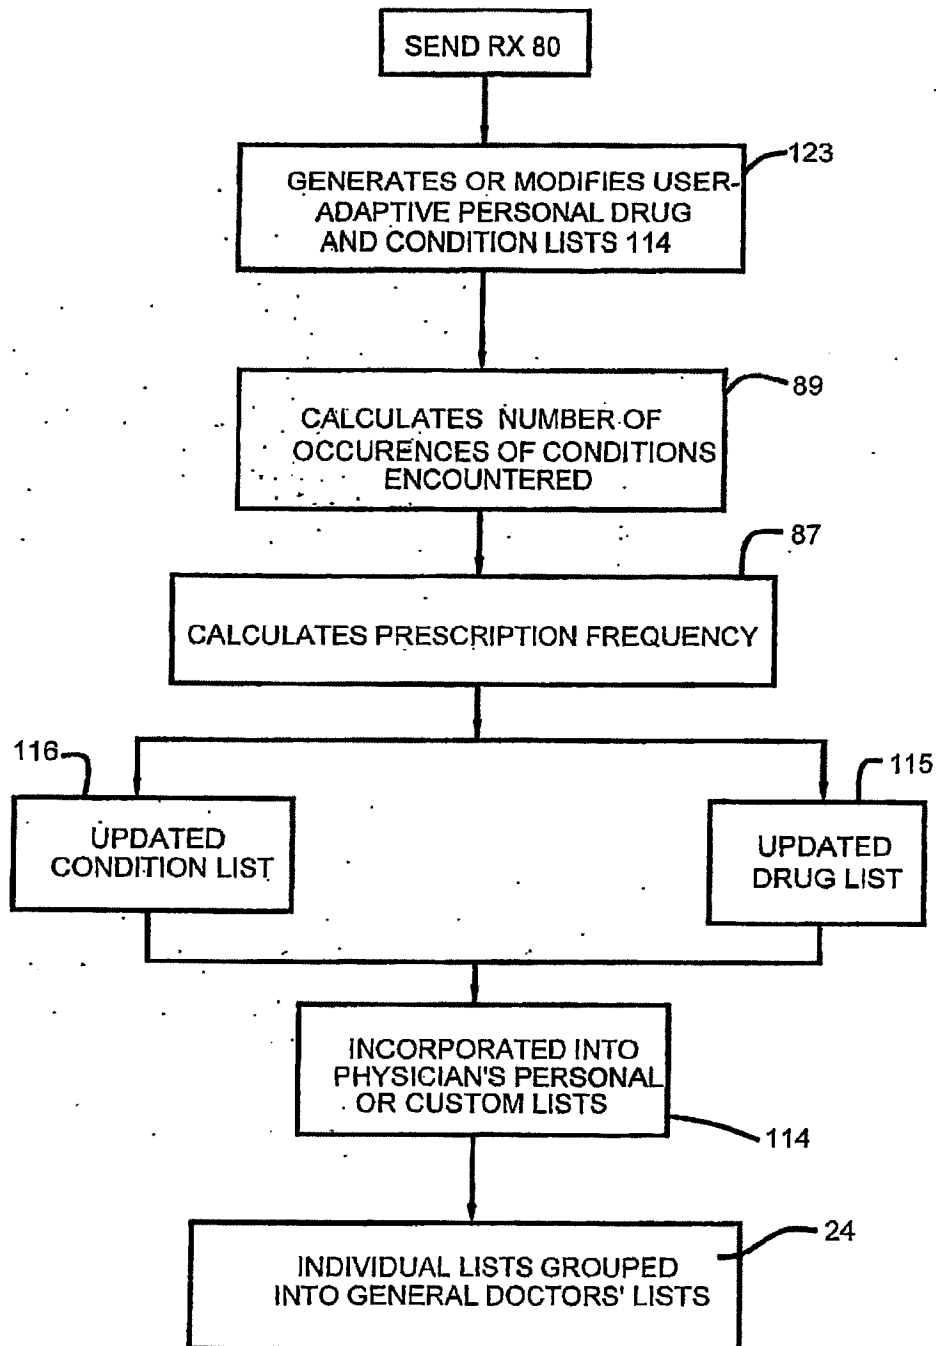 SEND RX 80
123
GENERATES OR MODIFIES USER-
ADAPTIVE PERSONAL DRUG
AND CONDITION LISTS 114
89
CALCULATES NUMBER OF
OCCURENCES OF CONDITIONS
ENCOUNTERED
87
CALCULATES PRESCRIPTION FREQUENCY
116
115
UPDATED
CONDITION LIST
UPDATED
DRUG LIST
INCORPORATED INTO
PHYSICIAN'S PERSONAL
OR CUSTOM LISTS
114
24
INDIVIDUAL LISTS GROUPED
INTO GENERAL DOCTORS' LISTS